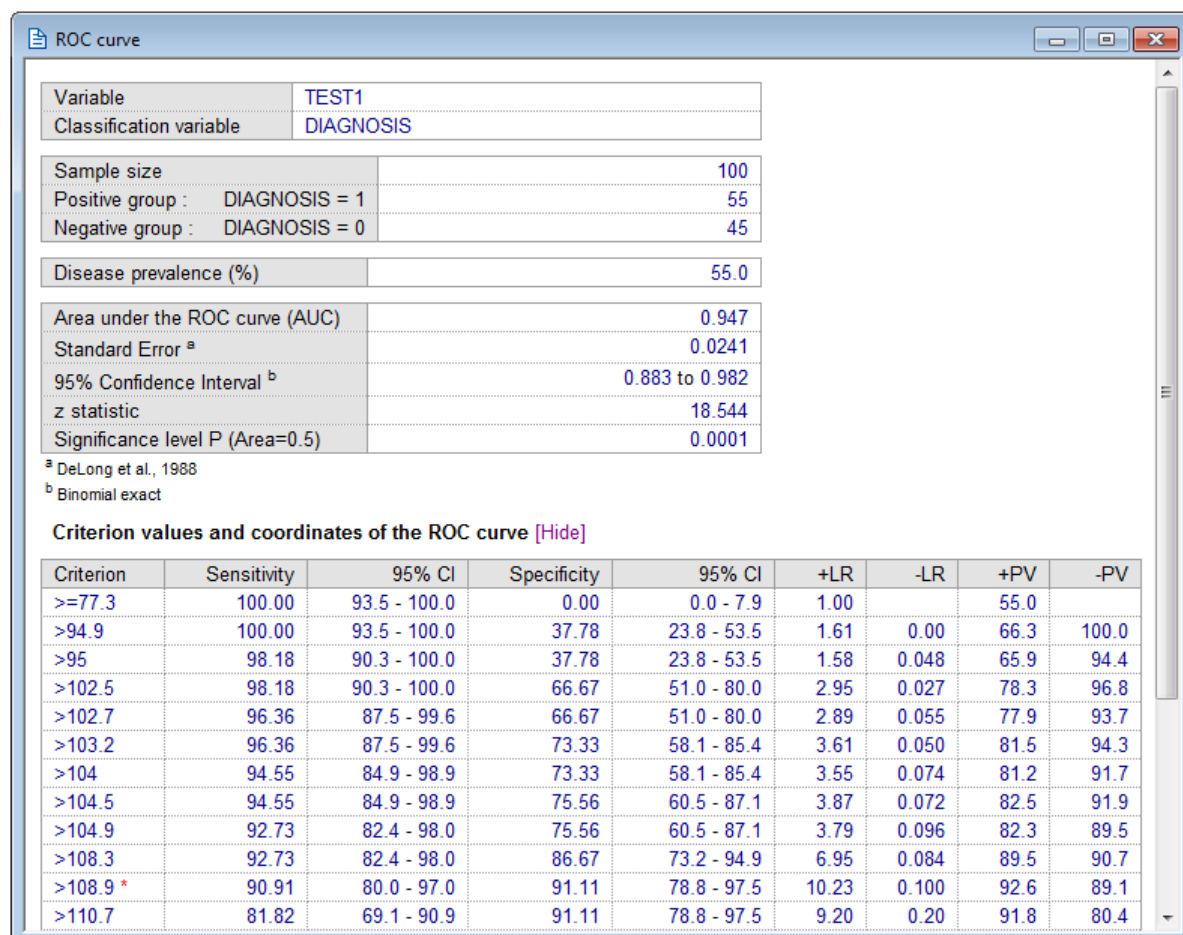 ROC curve
Variable TEST1
Classification variable DIAGNOSIS
Sample size 100
Positive group : DIAGNOSIS = 1 55
Negative group : DIAGNOSIS = 0 45
Disease prevalence (%) 55.0
Area under the ROC curve (AUC) 0.947
Standard Error a 0.0241
95% Confidence Interval b 0.883 to 0.982
z statistic 18.544
Significance level P (Area=0.5) 0.0001
a DeLong et al., 1988
b Binomial exact
Criterion values and coordinates of the ROC curve [Hide]
Criterion Sensitivity 95% CI Specificity 95% CI +LR -LR +PV -PV
>=77.3 100.00 93.5 - 100.0 0.00 0.0 - 7.9 1.00 55.0
>94.9 100.00 93.5 - 100.0 37.78 23.8 - 53.5 1.61 0.00 66.3 100.0
>95 98.18 90.3 - 100.0 37.78 23.8 - 53.5 1.58 0.048 65.9 94.4
>102.5 98.18 90.3 - 100.0 66.67 51.0 - 80.0 2.95 0.027 78.3 96.8
>102.7 96.36 87.5 - 99.6 66.67 51.0 - 80.0 2.89 0.055 77.9 93.7
>103.2 96.36 87.5 - 99.6 73.33 58.1 - 85.4 3.61 0.050 81.5 94.3
>104 94.55 84.9 - 98.9 73.33 58.1 - 85.4 3.55 0.074 81.2 91.7
>104.5 94.55 84.9 - 98.9 75.56 60.5 - 87.1 3.87 0.072 82.5 91.9
>104.9 92.73 82.4 - 98.0 75.56 60.5 - 87.1 3.79 0.096 82.3 89.5
>108.3 92.73 82.4 - 98.0 86.67 73.2 - 94.9 6.95 0.084 89.5 90.7
>108.9 * 90.91 80.0 - 97.0 91.11 78.8 - 97.5 10.23 0.100 92.6 89.1
>110.7 81.82 69.1 - 90.9 91.11 78.8 - 97.5 9.20 0.20 91.8 80.4